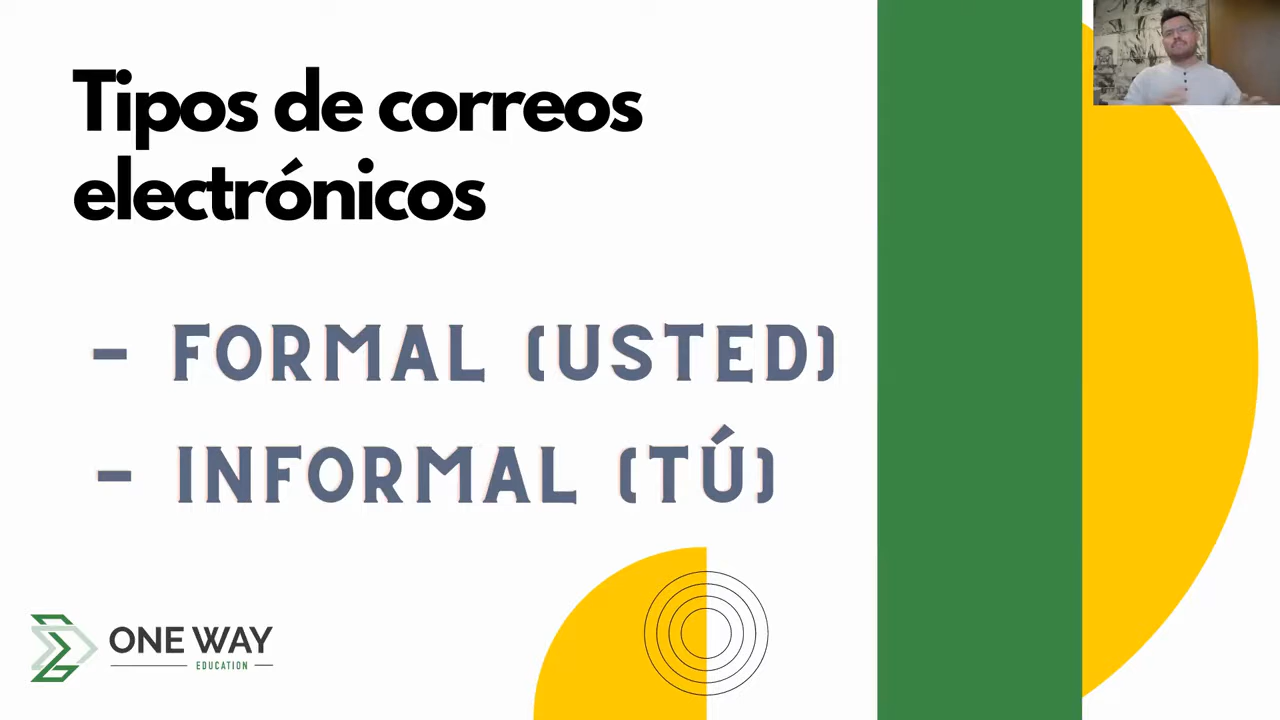 Tipos de correos
electrónicos
- FORMAL (USTED)
- INFORMAL (TÚ)
ONE WAY
EDUCATION